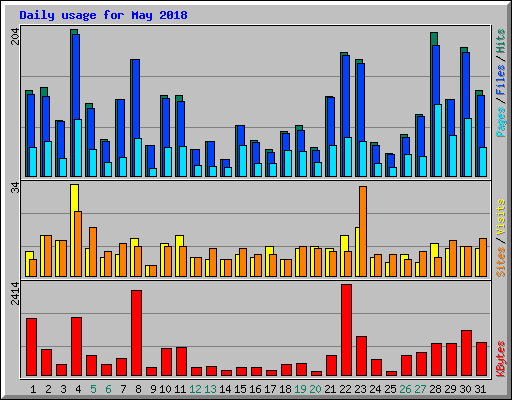 Daily usage for May 2018
204
Pages / Files / Hits
34
Sites / Visits
2414
KBytes
1 2 3 4 5 6 7 8 9 10 11 12 13 14 15 16 17 18 19 20 21 22 23 24 25 26 27 28 29 30 31